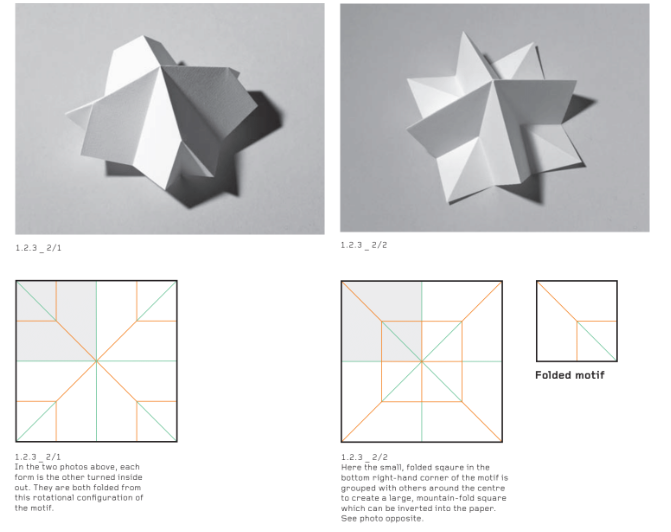 1.2.3 _ 2/1
1.2.3 _ 2/2
Folded motif
1.2.3 _ 2/1
In the two photos above, each
form is the other turned inside
out. They are both folded from
this rotational configuration of
the motif.
1.2.3 _ 2/2
Here the small, folded sqaure in the
bottom right-hand corner of the motif is
grouped with others around the centre
to create a large, mountain-fold square
which can be inverted into the paper.
See photo opposite.